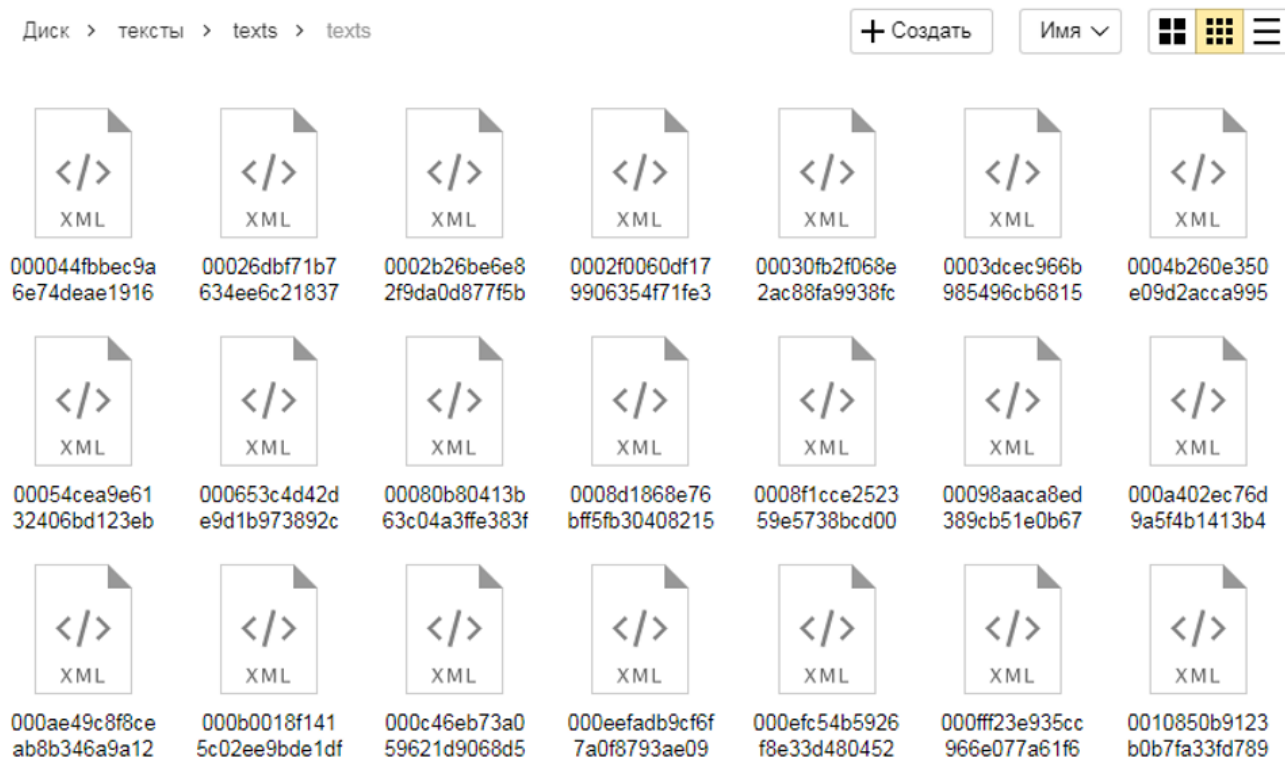 Диск > тексты > texts > texts + Создать Имя
</> </> </> </> </> </> </>
XML XML XML XML XML XML XML
000044fbbec9a 00026dbf71b7 0002b26be6e8 0002f0060df17 00030fb2f068e 0003dcec966b 0004b260e350
6e74deae1916 634ee6c21837 2f9da0d877f5b 9906354f71fe3 2ac88fa9938fc 985496cb6815 e09d2acca995
</> </> </> </> </> </> </>
XML XML XML XML XML XML XML
00054cea9e61 000653c4d42d 00080b80413b 0008d1868e76 0008f1cce2523 00098aaca8ed 000a402ec76d
32406bd123eb e9d1b973892c 63c04a3ffe383f bff5fb30408215 59e5738bcd00 389cb51e0b67 9a5f4b1413b4
</> </> </> </> </> </> </>
XML XML XML XML XML XML XML
000ae49c8f8ce 000b0018f141 000c46eb73a0 000eefadb9cf6f 000efc54b5926 000fff23e935cc 0010850b9123
ab8b346a9a12 5c02ee9bde1df 59621d9068d5 7a0f8793ae09 f8e33d480452 966e077a61f6 b0b7fa33fd789